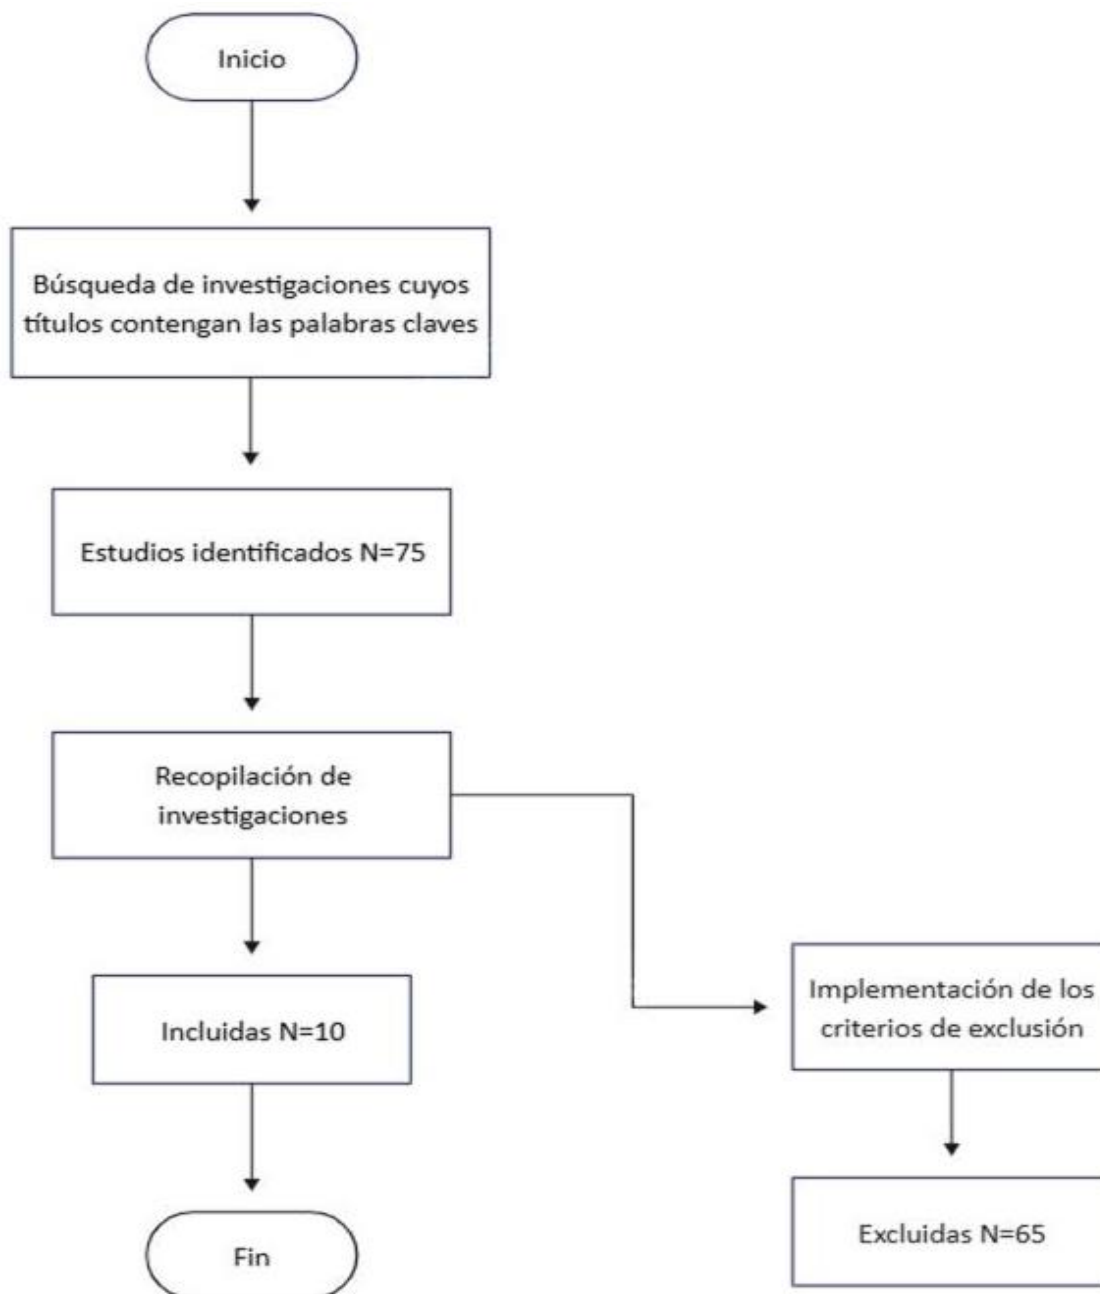 Inicio
Búsqueda de investigaciones cuyos
títulos contengan las palabras claves
Estudios identificados N=75
Recopilación de
investigaciones
Incluidas N=10
Fin
Implementación de los
criterios de exclusión
Excluidas N=65